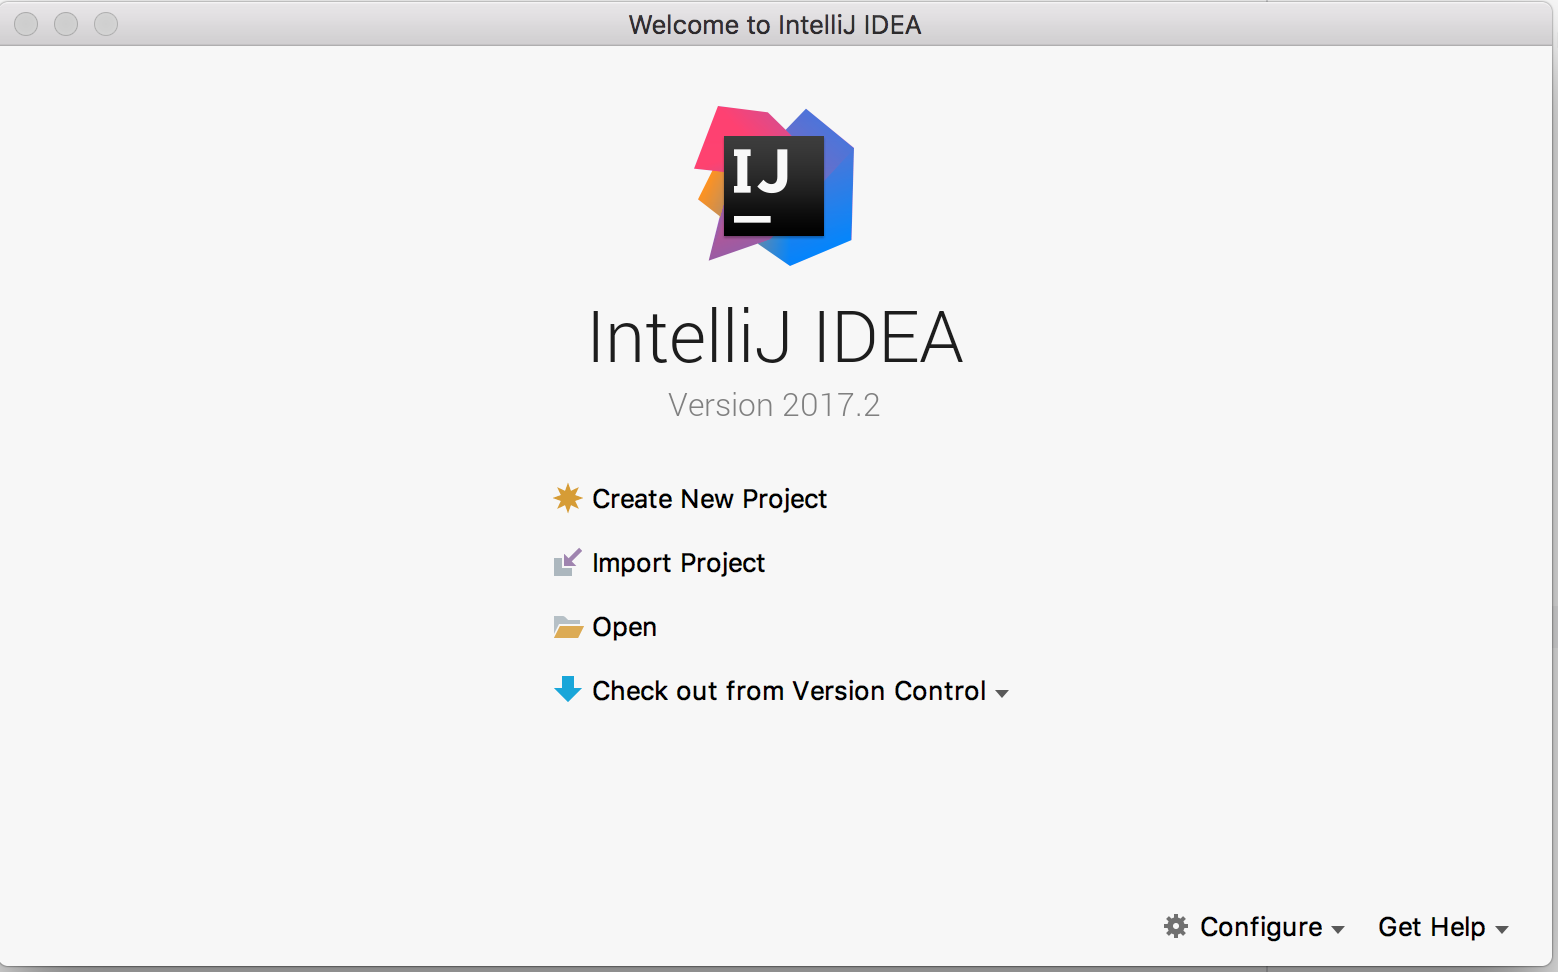 Welcome to IntelliJ IDEA
IJ
IntelliJ IDEA
Version 2017.2
Create New Project
Import Project
Open
Check out from Version Control
Configure
Get Help